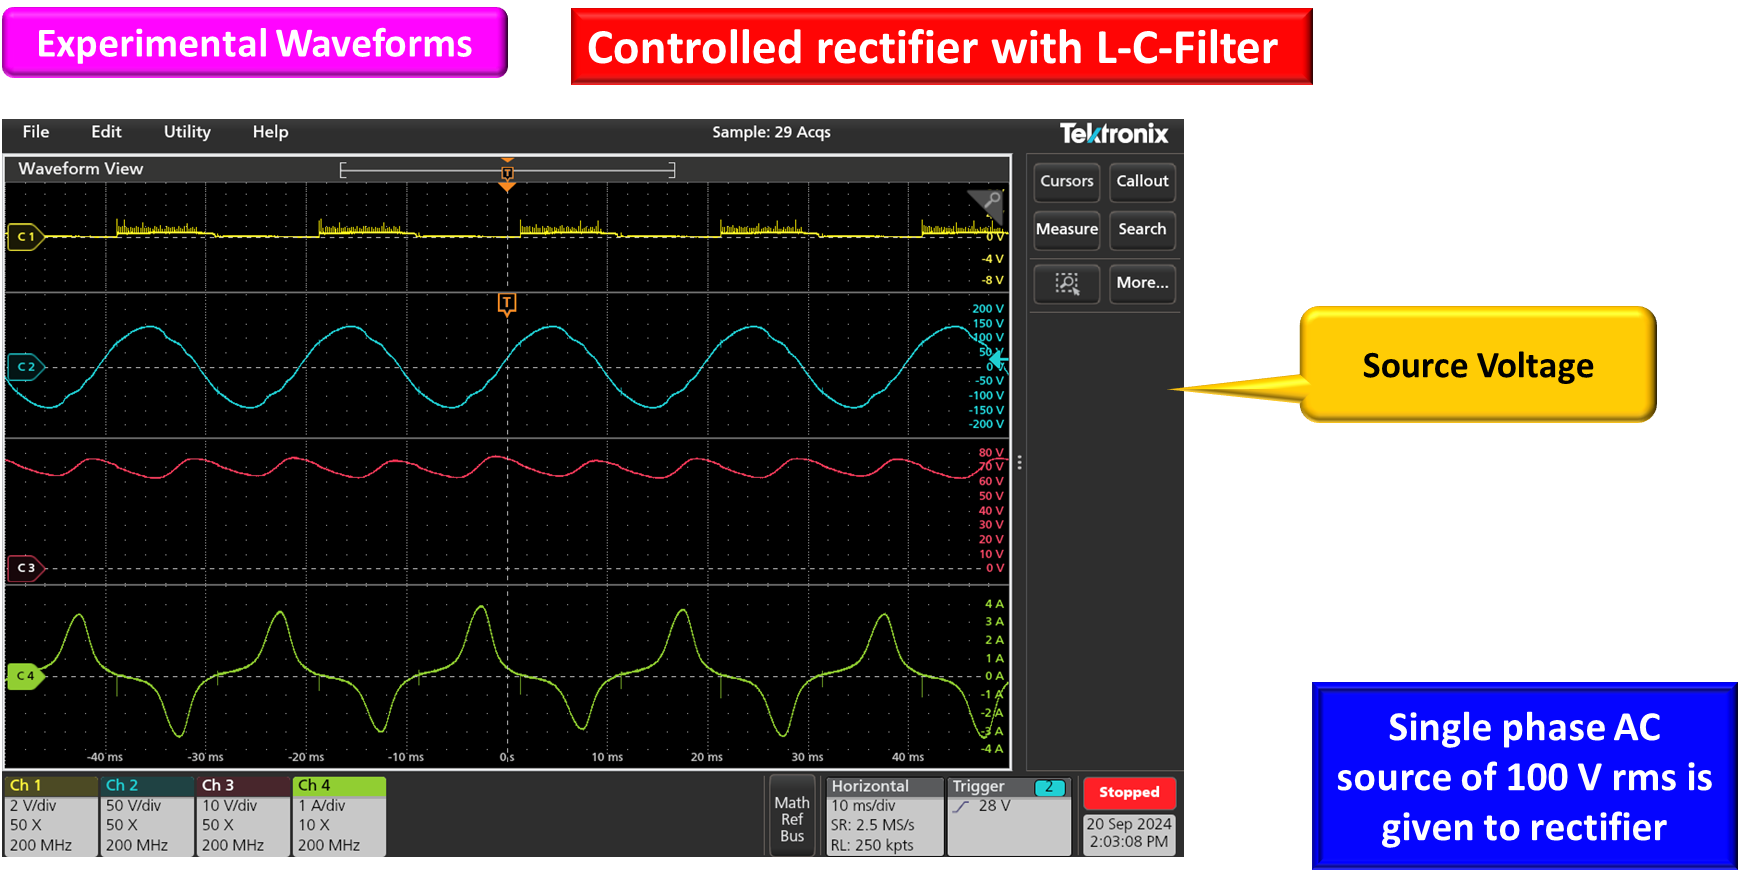 Experimental Waveforms
Controlled rectifier with L-C-Filter
File Edit Utility Help Sample: 29 Acqs Tektronix
Waveform View
T
Cursors Callout
Measure Search
More...
C 1
0 V
-4 V
-8 V
T
C 2
200 V
150 V
100 V
50 V
0 V
-50 V
-100 V
-150 V
-200 V
C 3
80 V
70 V
60 V
50 V
40 V
30 V
20 V
10 V
0 V
C 4
4 A
3 A
2 A
1 A
0 A
-1 A
-2 A
-3 A
-4 A
-40 ms -30 ms -20 ms -10 ms 0 s 10 ms 20 ms 30 ms 40 ms
Ch 1
2 V/div
50 X
200 MHz
Ch 2
50 V/div
50 X
200 MHz
Ch 3
10 V/div
50 X
200 MHz
Ch 4
1 A/div
10 X
200 MHz
Math
Ref
Bus
Horizontal
10 ms/div
SR: 2.5 MS/s
RL: 250 kpts
Trigger 2
28 V
Stopped
20 Sep 2024
2:03:08 PM
Source Voltage
Single phase AC
source of 100 V rms is
given to rectifier